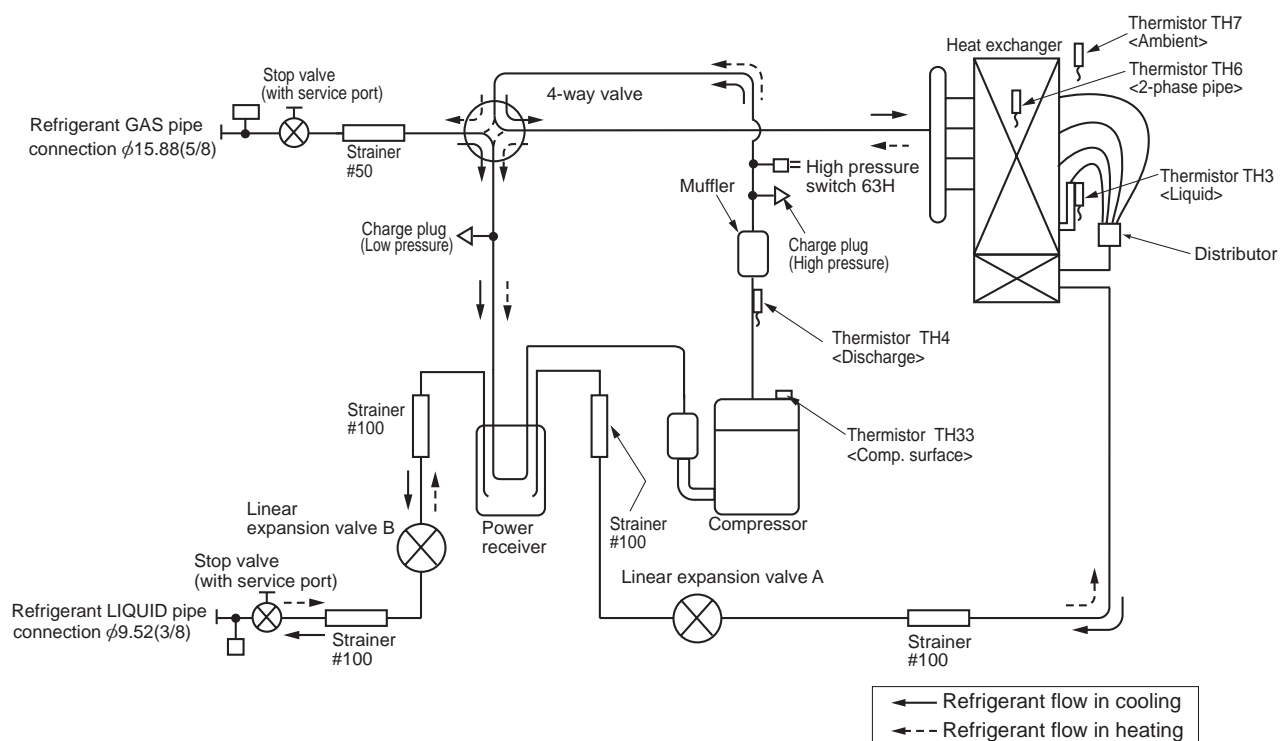 Thermistor TH7
<Ambient>
Heat exchanger
Thermistor TH6
<2-phase pipe>
Stop valve
(with service port)
4-way valve
Refrigerant GAS pipe
connection ϕ15.88(5/8)
Strainer
#50
High pressure
switch 63H
Muffler
Thermistor TH3
<Liquid>
Charge plug
(Low pressure)
Charge plug
(High pressure)
Distributor
Thermistor TH4
<Discharge>
Strainer
#100
Thermistor TH33
<Comp. surface>
Linear
expansion valve B
Power
receiver
Strainer
#100
Compressor
Stop valve
(with service port)
Linear expansion valve A
Refrigerant LIQUID pipe
connection ϕ9.52(3/8)
Strainer
#100
Strainer
#100
Refrigerant flow in cooling
Refrigerant flow in heating